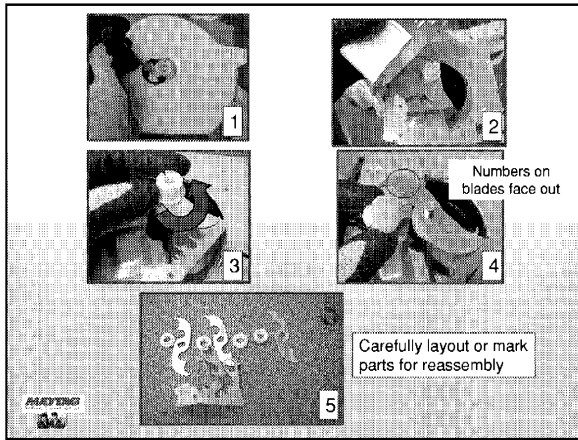 1
2
Numbers on
blades face out
3
4
Carefully layout or mark
parts for reassembly
5
MAYTAG